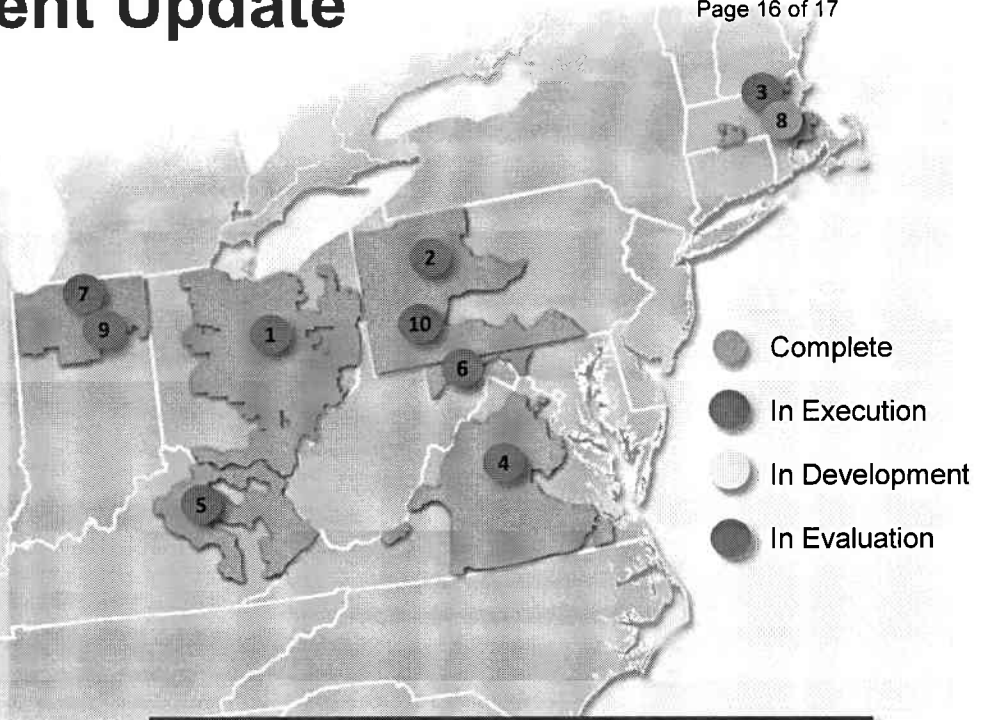 ent Update
Page 16 of 17
3
8
2
7
10
9
1
6
4
5
Complete
In Execution
In Development
In Evaluation